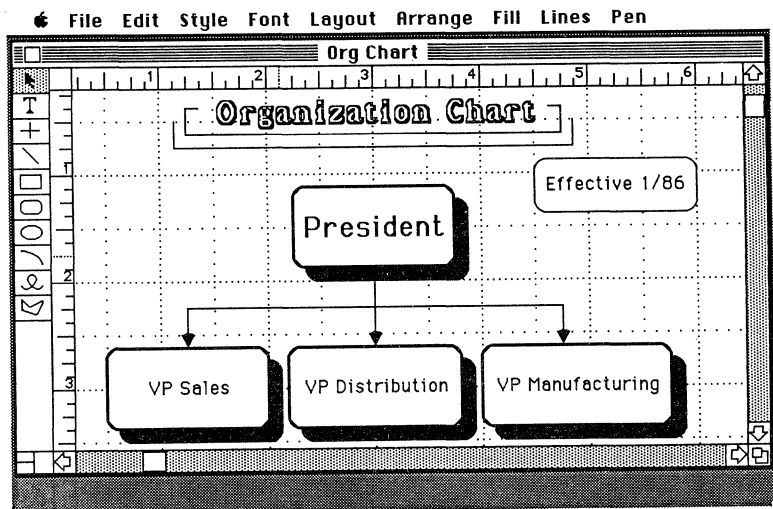 File Edit Style Font Layout Arrange Fill Lines Pen
Org Chart
1 2 3 4 5 6
T
Organization Chart
1
Effective 1/86
President
2
VP Sales VP Distribution VP Manufacturing
3